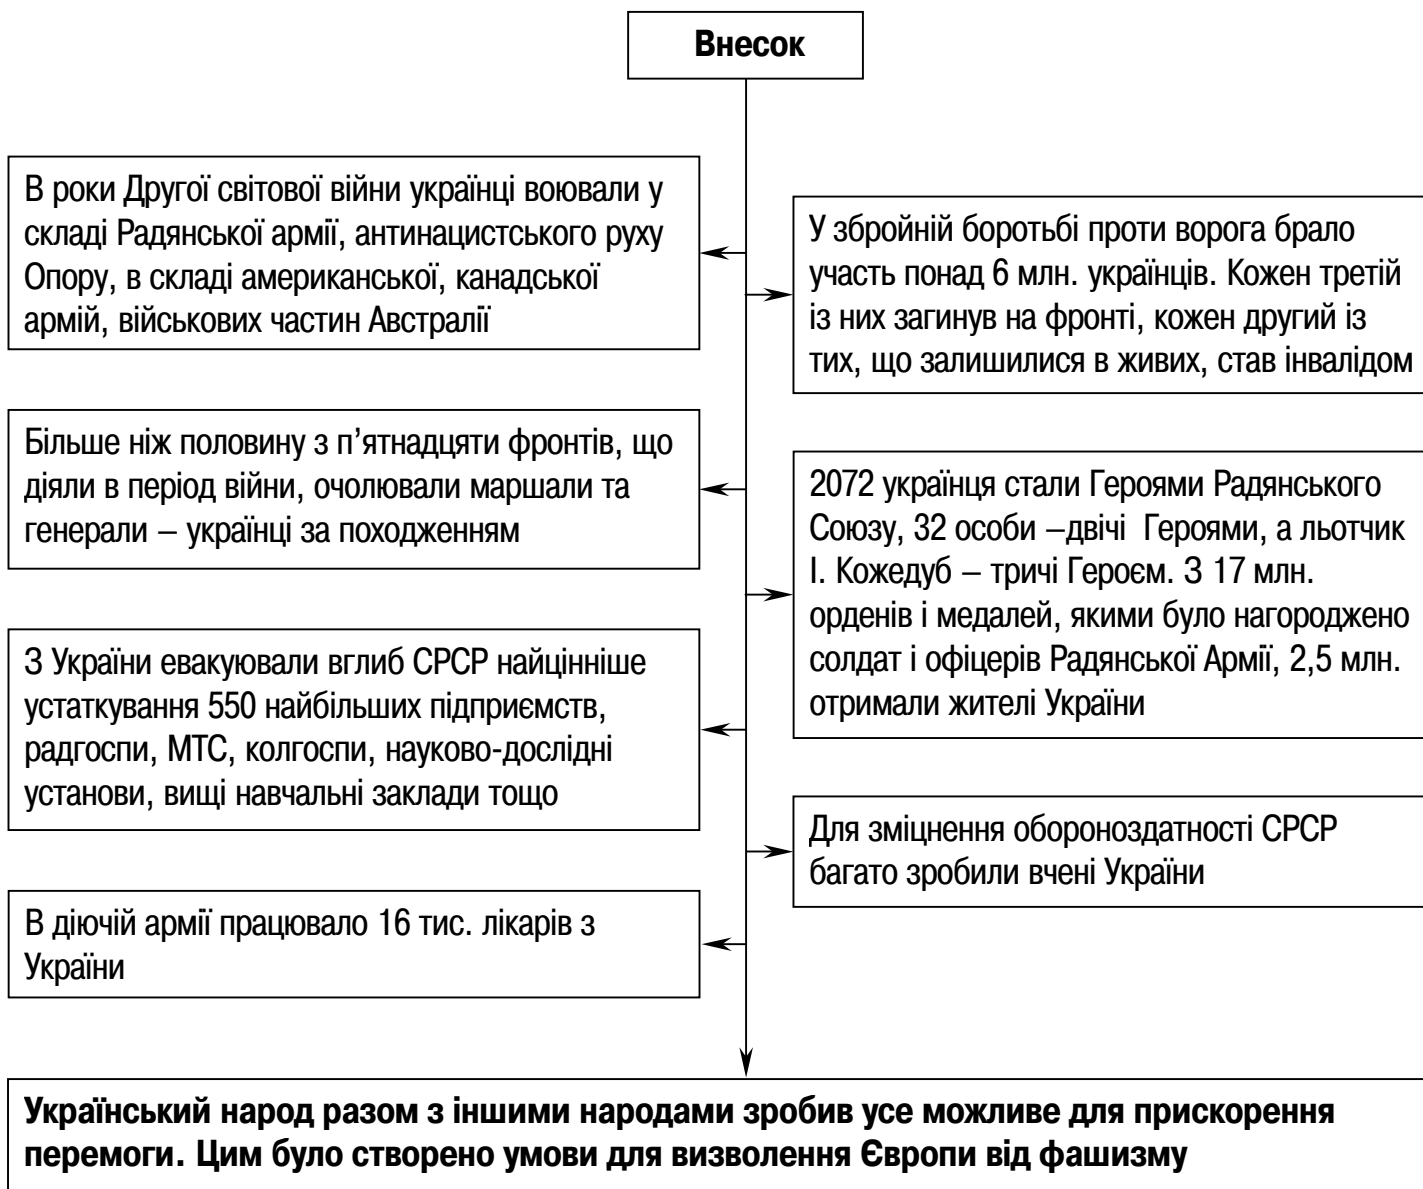 Внесок
В роки Другої світової війни українці воювали у
складі Радянської армії, антинацистського руху
Опору, в складі американської, канадської
армій, військових частин Австралії
У збройній боротьбі проти ворога брало
участь понад 6 млн. українців. Кожен третій
із них загинув на фронті, кожен другий із
тих, що залишилися в живих, став інвалідом
Більше ніж половину з п’ятнадцяти фронтів, що
діяли в період війни, очолювали маршали та
генерали – українці за походженням
2072 українця стали Героями Радянського
Союзу, 32 особи –двічі Героями, а льотчик
І. Кожедуб – тричі Героєм. З 17 млн.
орденів і медалей, якими було нагороджено
солдат і офіцерів Радянської Армії, 2,5 млн.
отримали жителі України
З України евакуювали вглиб СРСР найцінніше
устаткування 550 найбільших підприємств,
радгоспи, МТС, колгоспи, науково-дослідні
установи, вищі навчальні заклади тощо
Для зміцнення обороноздатності СРСР
багато зробили вчені України
В діючій армії працювало 16 тис. лікарів з
України
Український народ разом з іншими народами зробив усе можливе для прискорення
перемоги. Цим було створено умови для визволення Європи від фашизму